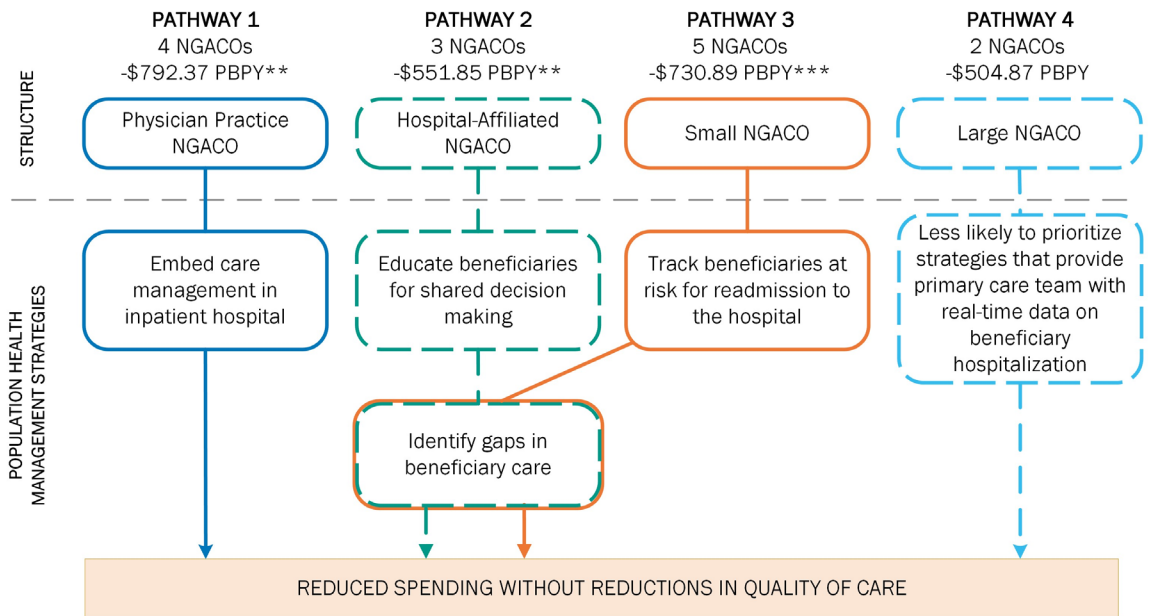 PATHWAY 1
4 NGACOs
-$792.37 PBPY**
PATHWAY 2
3 NGACOs
-$551.85 PBPY**
PATHWAY 3
5 NGACOs
-$730.89 PBPY***
PATHWAY 4
2 NGACOs
-$504.87 PBPY
STRUCTURE
Physician Practice
NGACO
Hospital-Affiliated
NGACO
Small NGACO
Large NGACO
POPULATION HEALTH
MANAGEMENT STRATEGIES
Embed care
management in
inpatient hospital
Educate beneficiaries
for shared decision
making
Track beneficiaries at
risk for readmission to
the hospital
Less likely to prioritize
strategies that provide
primary care team with
real-time data on
beneficiary
hospitalization
Identify gaps in
beneficiary care
REDUCED SPENDING WITHOUT REDUCTIONS IN QUALITY OF CARE